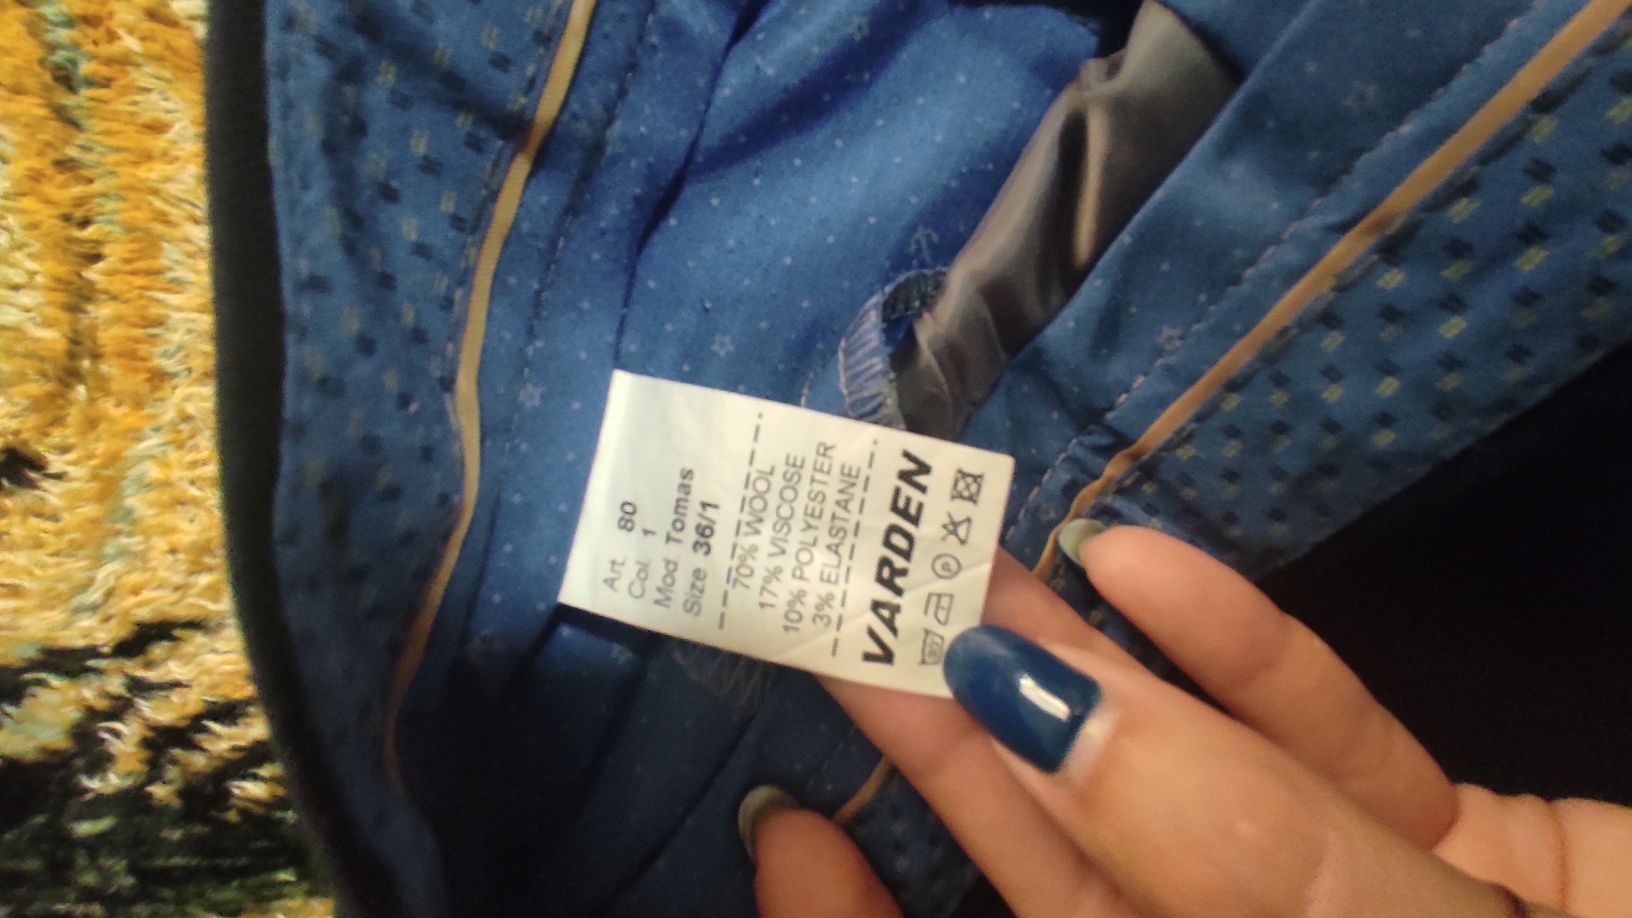 Art. 80
Col. 1
Mod. Tomas
Size 36/1
70% WOOL
17% VISCOSE
10% POLYESTER
3% ELASTANE
VARDEN
P